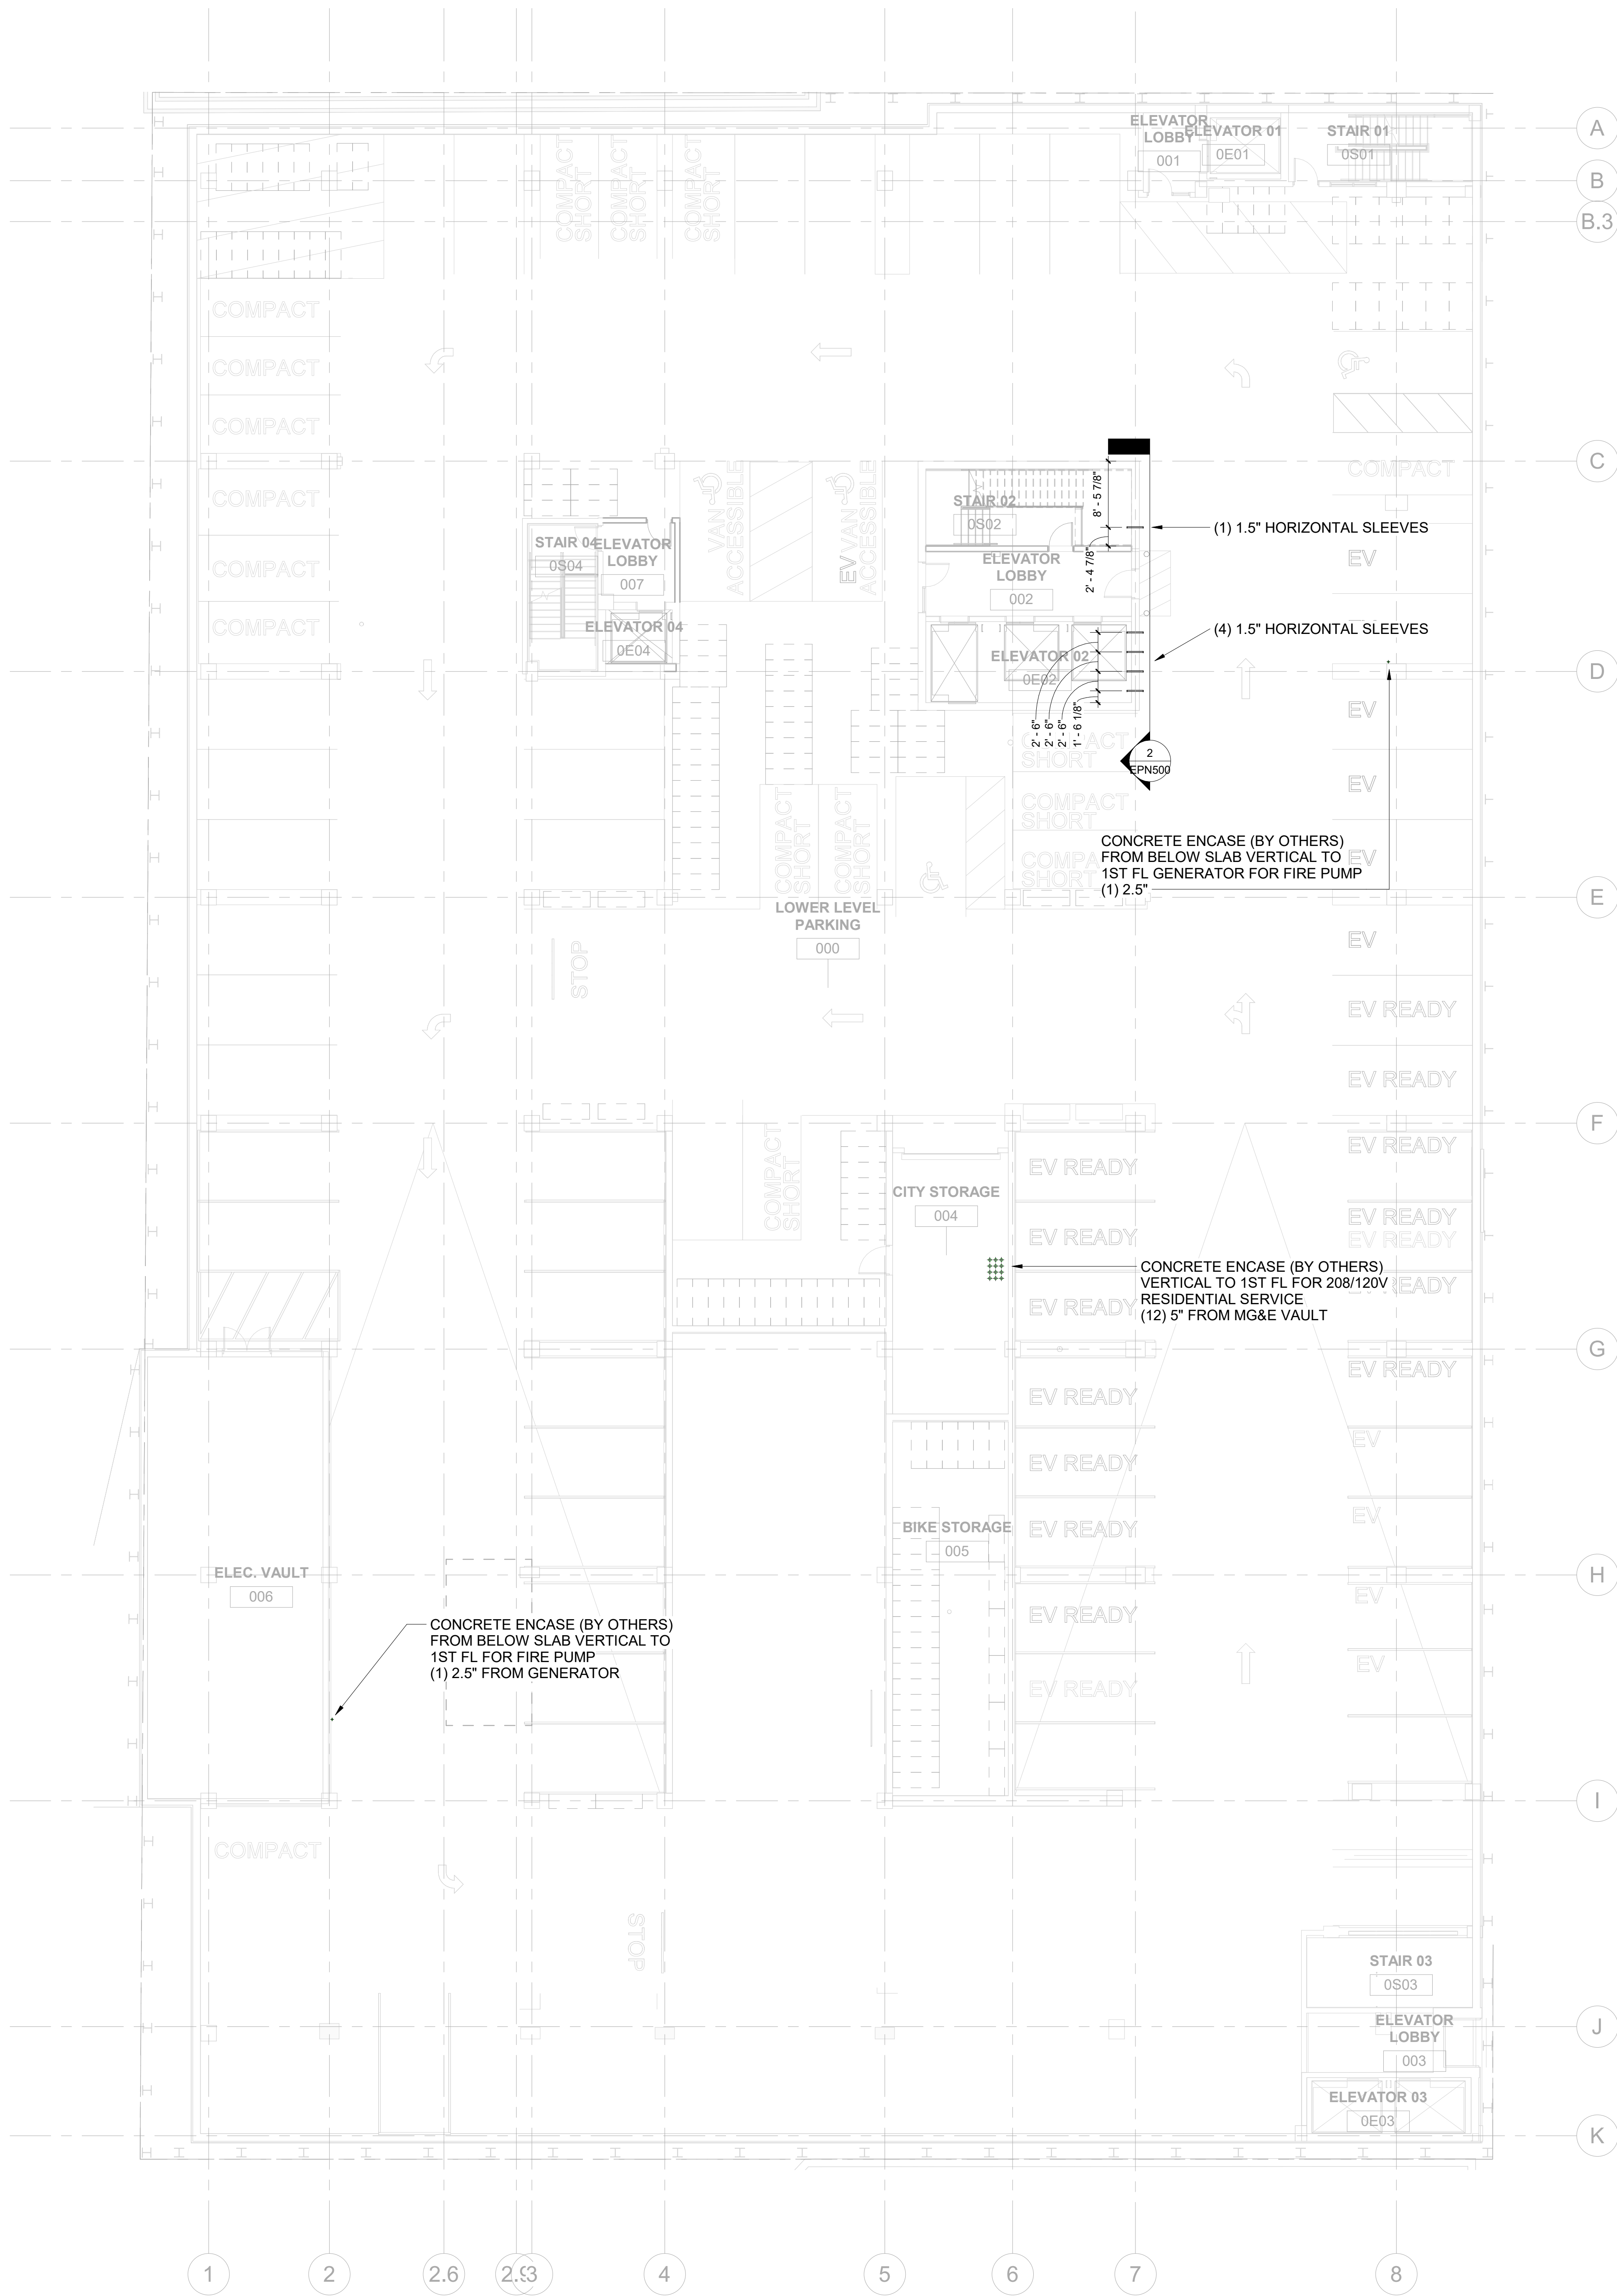 ELEVATOR
LOBBY
001
ELEVATOR 01
0E01
STAIR 01
0S01
A
B
B.3
COMPACT
SHORT
COMPACT
SHORT
COMPACT
SHORT
COMPACT
COMPACT
COMPACT
COMPACT
COMPACT
COMPACT
C
COMPACT
STAIR 04
0S04
ELEVATOR
LOBBY
007
ELEVATOR 04
0E04
VAN
ACCESSIBLE
EV VAN
ACCESSIBLE
STAIR 02
0S02
ELEVATOR
LOBBY
002
ELEVATOR 02
0E02
8' - 5 7/8"
2' - 4 7/8"
(1) 1.5" HORIZONTAL SLEEVES
(4) 1.5" HORIZONTAL SLEEVES
2' - 6"
2' - 6"
2' - 6"
1' - 6 1/8"
2
EPN500
EV
D
EV
EV
EV
EV
COMPACT
SHORT
COMPACT
SHORT
COMPACT
SHORT
COMPACT
SHORT
COMPACT
SHORT
CONCRETE ENCASE (BY OTHERS)
FROM BELOW SLAB VERTICAL TO
1ST FL GENERATOR FOR FIRE PUMP
(1) 2.5"
E
LOWER LEVEL
PARKING
000
STOP
EV READY
EV READY
F
EV READY
EV READY
EV READY
EV READY
EV READY
COMPACT
SHORT
CITY STORAGE
004
EV READY
EV READY
EV READY
CONCRETE ENCASE (BY OTHERS)
VERTICAL TO 1ST FL FOR 208/120V
RESIDENTIAL SERVICE
(12) 5" FROM MG&E VAULT
G
EV READY
EV READY
EV READY
EV READY
EV READY
EV
EV
EV
EV
BIKE STORAGE
005
H
ELEC. VAULT
006
CONCRETE ENCASE (BY OTHERS)
FROM BELOW SLAB VERTICAL TO
1ST FL FOR FIRE PUMP
(1) 2.5" FROM GENERATOR
I
COMPACT
STOP
STAIR 03
0S03
ELEVATOR
LOBBY
003
J
ELEVATOR 03
0E03
K
1
2
2.6
2.9
3
4
5
6
7
8